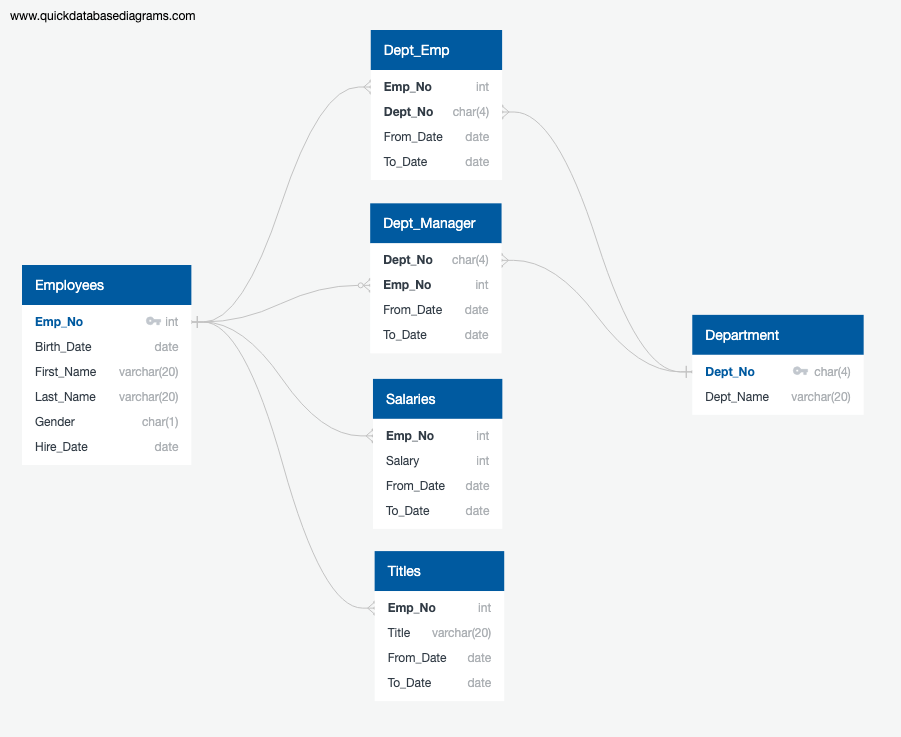 www.quickdatabasediagrams.com
Dept_Emp
Emp_No int
Dept_No char(4)
From_Date date
To_Date date
Dept_Manager
Dept_No char(4)
Emp_No int
From_Date date
To_Date date
Employees
Emp_No int
Birth_Date date
First_Name varchar(20)
Last_Name varchar(20)
Gender char(1)
Hire_Date date
Department
Dept_No char(4)
Dept_Name varchar(20)
Salaries
Emp_No int
Salary int
From_Date date
To_Date date
Titles
Emp_No int
Title varchar(20)
From_Date date
To_Date date